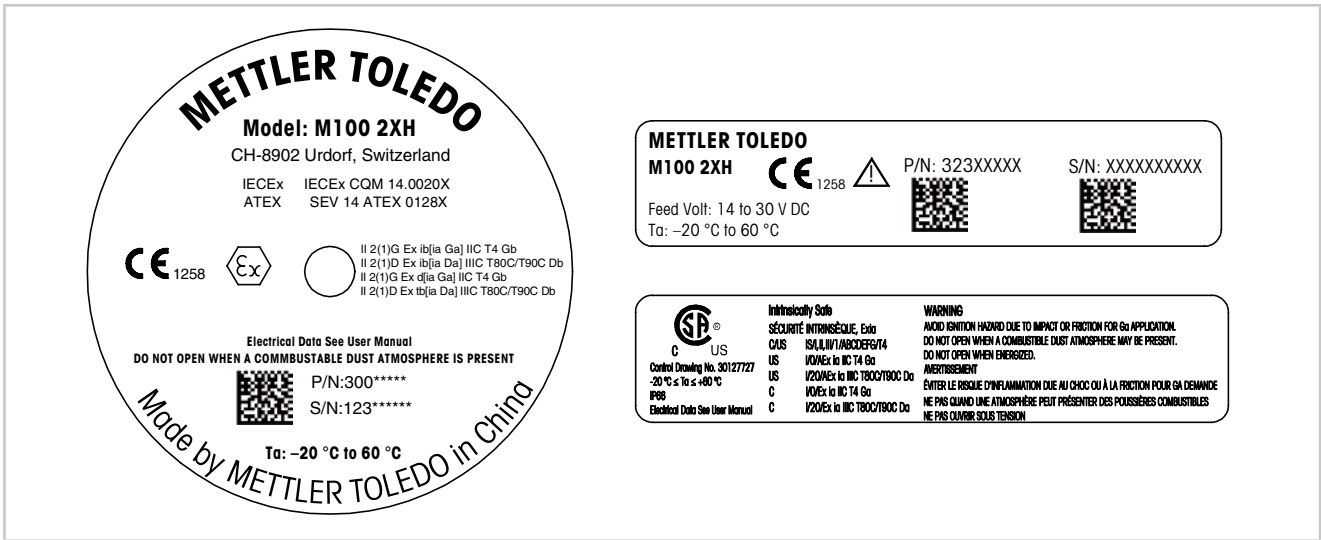 METTLER TOLEDO
Model: M100 2XH
CH-8902 Urdorf, Switzerland
IECEx IECEx CQM 14.0020X
ATEX SEV 14 ATEX 0128X
CE 1258 Ex
II 2(1)G Ex ib[ia Ga] IIC T4 Gb
II 2(1)D Ex ib[ia Da] IIIC T80C/T90C Db
II 2(1)G Ex d[ia Ga] IIC T4 Gb
II 2(1)D Ex tb[ia Da] IIIC T80C/T90C Db
Electrical Data See User Manual
DO NOT OPEN WHEN A COMMBUSTABLE DUST ATMOSPHERE IS PRESENT
P/N:300*****
S/N:123******
Ta: –20 °C to 60 °C
Made by METTLER TOLEDO in China
METTLER TOLEDO
M100 2XH CE 1258
P/N: 323XXXXX
S/N: XXXXXXXXXX
Feed Volt: 14 to 30 V DC
Ta: –20 °C to 60 °C
SA ®
C US
Control Drawing No. 30127727
-20 °C ≤ Ta ≤ +60 °C
IP66
Electrical Data See User Manual
Intrinsically Safe
SÉCURITÉ INTRINSÈQUE, Exia
C/US IS/I,II,III/1/ABCDEFG/T4
US I/0/AEx ia IIC T4 Ga
US I/20/AEx ia IIIC T80C/T90C Da
C I/0/Ex ia IIC T4 Ga
C I/20/Ex ia IIIC T80C/T90C Da
WARNING
AVOID IGNITION HAZARD DUE TO IMPACT OR FRICTION FOR Ga APPLICATION.
DO NOT OPEN WHEN A COMBUSTIBLE DUST ATMOSPHERE MAY BE PRESENT.
DO NOT OPEN WHEN ENERGIZED.
AVERTISSEMENT
ÉVITER LE RISQUE D'INFLAMMATION DUE AU CHOC OU À LA FRICTION POUR GA DEMANDE
NE PAS QUAND UNE ATMOSPHÈRE PEUT PRÉSENTER DES POUSSIÈRES COMBUSTIBLES
NE PAS OUVRIR SOUS TENSION